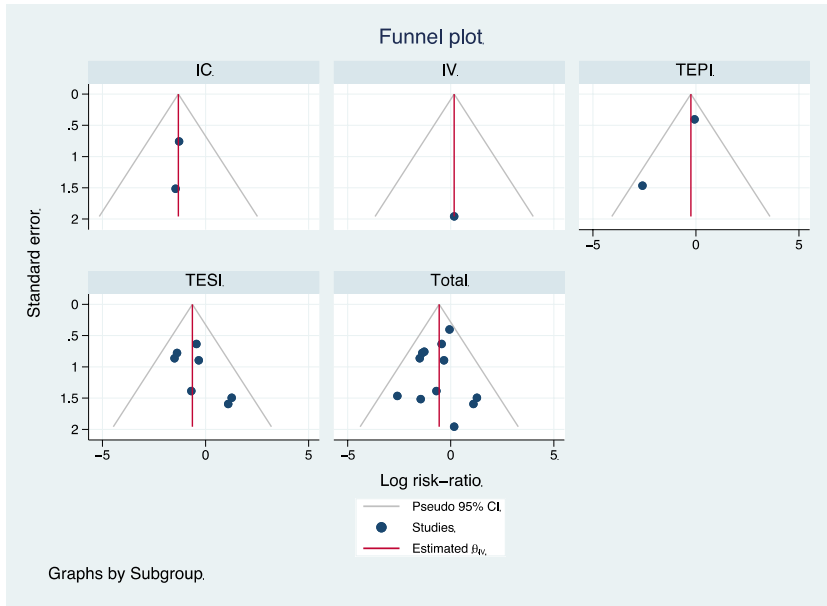 Funnel plot.
IC.
IV.
TEPI.
0
.5
1
1.5
2
−5
0
5
TESI.
Total.
0
.5
1
1.5
2
−5
0
5
−5
0
5.
Standard error.
Log risk−ratio.
Pseudo 95% CI.
Studies.
Estimated θIV.
Graphs by Subgroup.